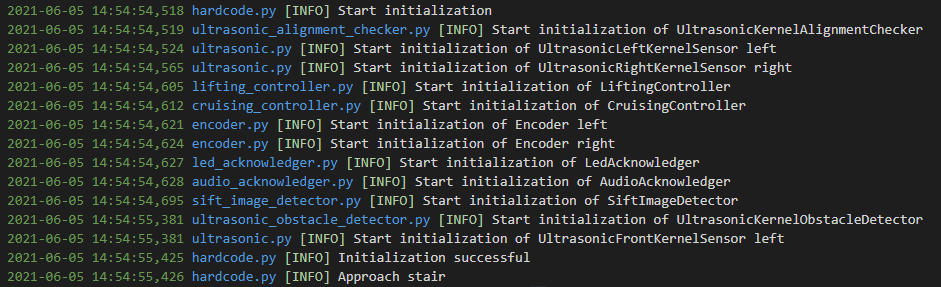 2021-06-05 14:54:54,518 hardcode.py [INFO] Start initialization
2021-06-05 14:54:54,519 ultrasonic_alignment_checker.py [INFO] Start initialization of UltrasonicKernelAlignmentChecker
2021-06-05 14:54:54,524 ultrasonic.py [INFO] Start initialization of UltrasonicLeftKernelSensor left
2021-06-05 14:54:54,565 ultrasonic.py [INFO] Start initialization of UltrasonicRightKernelSensor right
2021-06-05 14:54:54,605 lifting_controller.py [INFO] Start initialization of LiftingController
2021-06-05 14:54:54,612 cruising_controller.py [INFO] Start initialization of CruisingController
2021-06-05 14:54:54,621 encoder.py [INFO] Start initialization of Encoder left
2021-06-05 14:54:54,624 encoder.py [INFO] Start initialization of Encoder right
2021-06-05 14:54:54,627 led_acknowledger.py [INFO] Start initialization of LedAcknowledger
2021-06-05 14:54:54,628 audio_acknowledger.py [INFO] Start initialization of AudioAcknowledger
2021-06-05 14:54:54,695 sift_image_detector.py [INFO] Start initialization of SiftImageDetector
2021-06-05 14:54:55,381 ultrasonic_obstacle_detector.py [INFO] Start initialization of UltrasonicKernelObstacleDetector
2021-06-05 14:54:55,381 ultrasonic.py [INFO] Start initialization of UltrasonicFrontKernelSensor left
2021-06-05 14:54:55,425 hardcode.py [INFO] Initialization successful
2021-06-05 14:54:55,426 hardcode.py [INFO] Approach stair